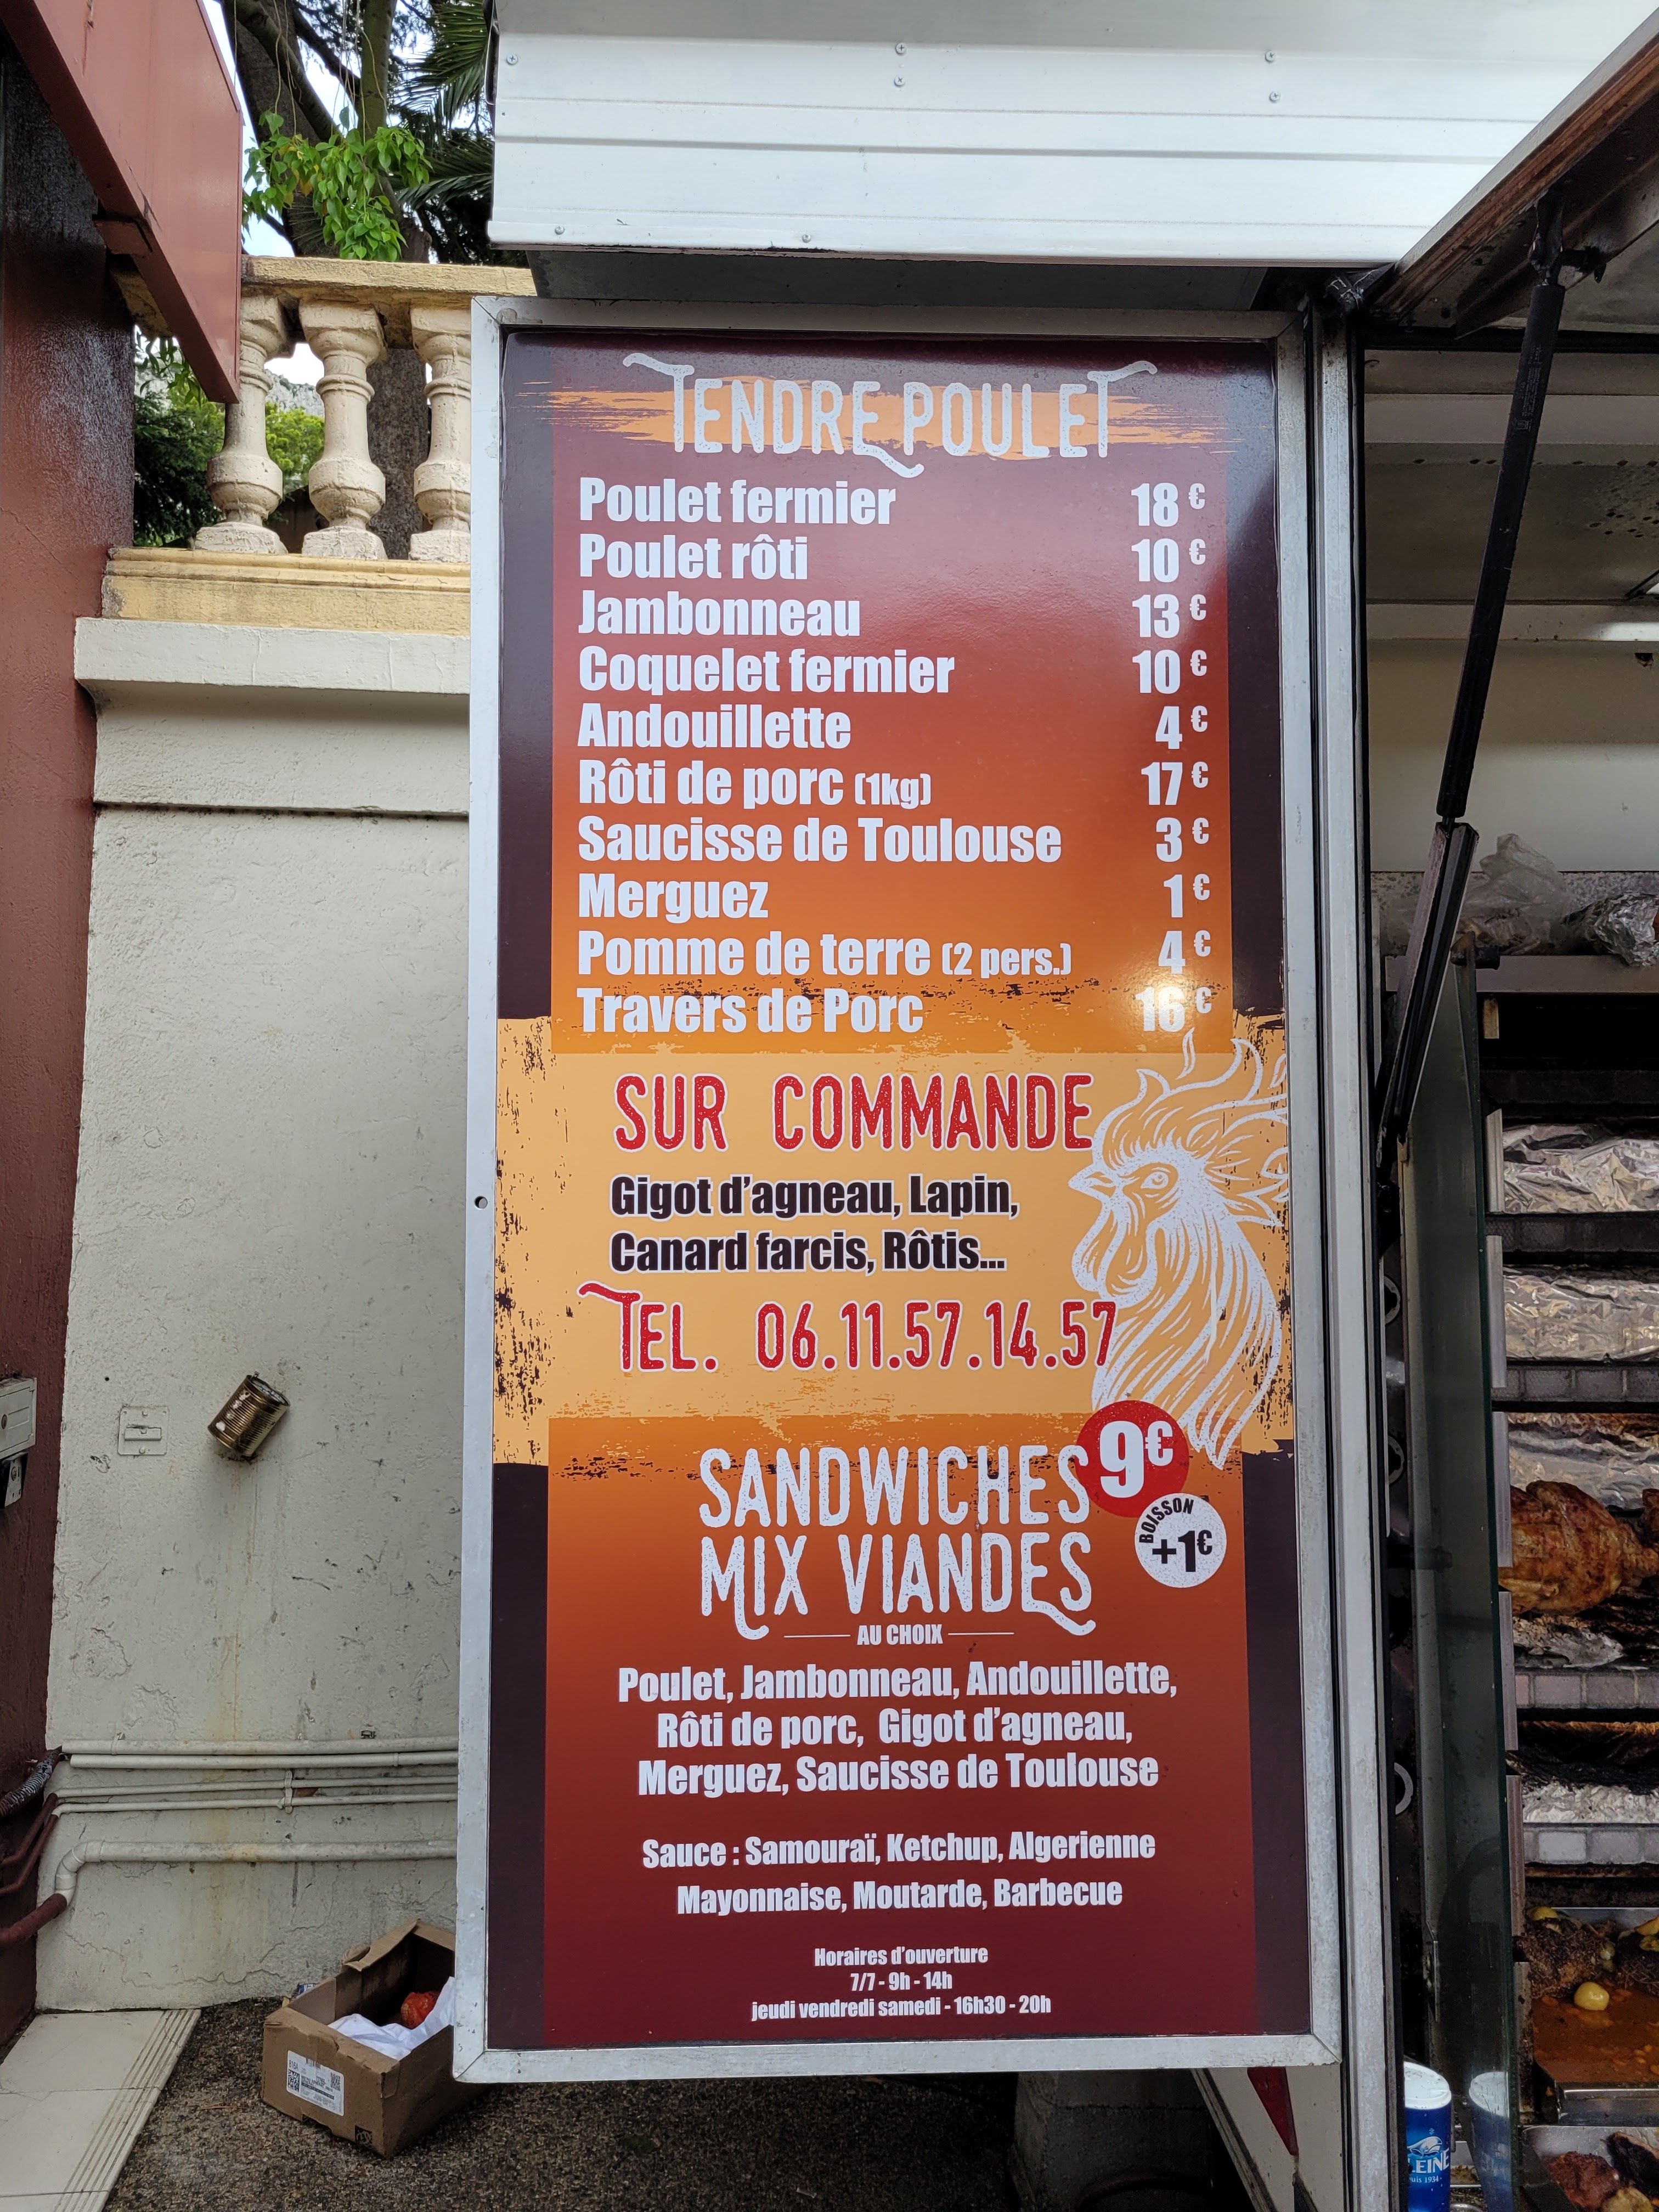 TENDRE POULET
Poulet fermier 18 €
Poulet rôti 10 €
Jambonneau 13 €
Coquelet fermier 10 €
Andouillette 4 €
Rôti de porc (1kg) 17 €
Saucisse de Toulouse 3 €
Merguez 1 €
Pomme de terre (2 pers.) 4 €
Travers de Porc 16 €
SUR COMMANDE
Gigot d'agneau, Lapin,
Canard farcis, Rôtis...
TEL. 06.11.57.14.57
SANDWICHES 9€
MIX VIANDES
BOISSON
+1€
AU CHOIX
Poulet, Jambonneau, Andouillette,
Rôti de porc, Gigot d'agneau,
Merguez, Saucisse de Toulouse
Sauce : Samouraï, Ketchup, Algerienne
Mayonnaise, Moutarde, Barbecue
Horaires d'ouverture
7/7 - 9h - 14h
jeudi vendredi samedi - 16h30 - 20h